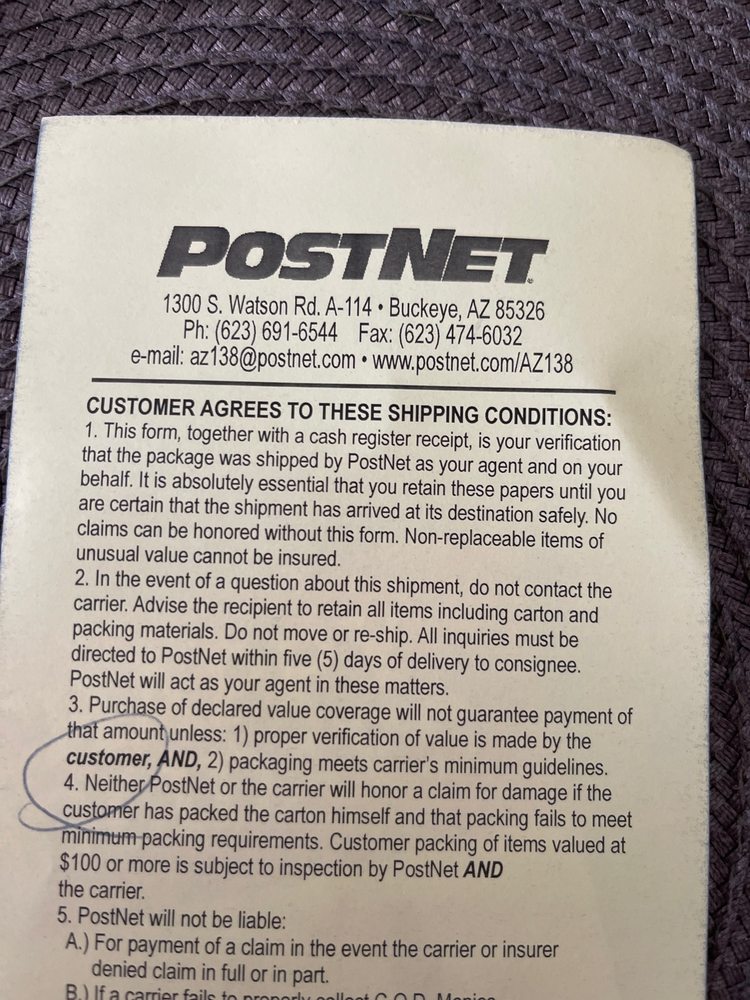 POSTNET
1300 S. Watson Rd. A-114 • Buckeye, AZ 85326
Ph: (623) 691-6544 Fax: (623) 474-6032
e-mail: az138@postnet.com • www.postnet.com/AZ138
CUSTOMER AGREES TO THESE SHIPPING CONDITIONS:
1. This form, together with a cash register receipt, is your verification
that the package was shipped by PostNet as your agent and on your
behalf. It is absolutely essential that you retain these papers until you
are certain that the shipment has arrived at its destination safely. No
claims can be honored without this form. Non-replaceable items of
unusual value cannot be insured.
2. In the event of a question about this shipment, do not contact the
carrier. Advise the recipient to retain all items including carton and
packing materials. Do not move or re-ship. All inquiries must be
directed to PostNet within five (5) days of delivery to consignee.
PostNet will act as your agent in these matters.
3. Purchase of declared value coverage will not guarantee payment of
that amount unless: 1) proper verification of value is made by the
customer, AND, 2) packaging meets carrier's minimum guidelines.
4. Neither PostNet or the carrier will honor a claim for damage if the
customer has packed the carton himself and that packing fails to meet
minimum packing requirements. Customer packing of items valued at
$100 or more is subject to inspection by PostNet AND
the carrier.
5. PostNet will not be liable:
A.) For payment of a claim in the event the carrier or insurer
denied claim in full or in part.
B.) If a carrier fails to properly collect C.O.D. Monies